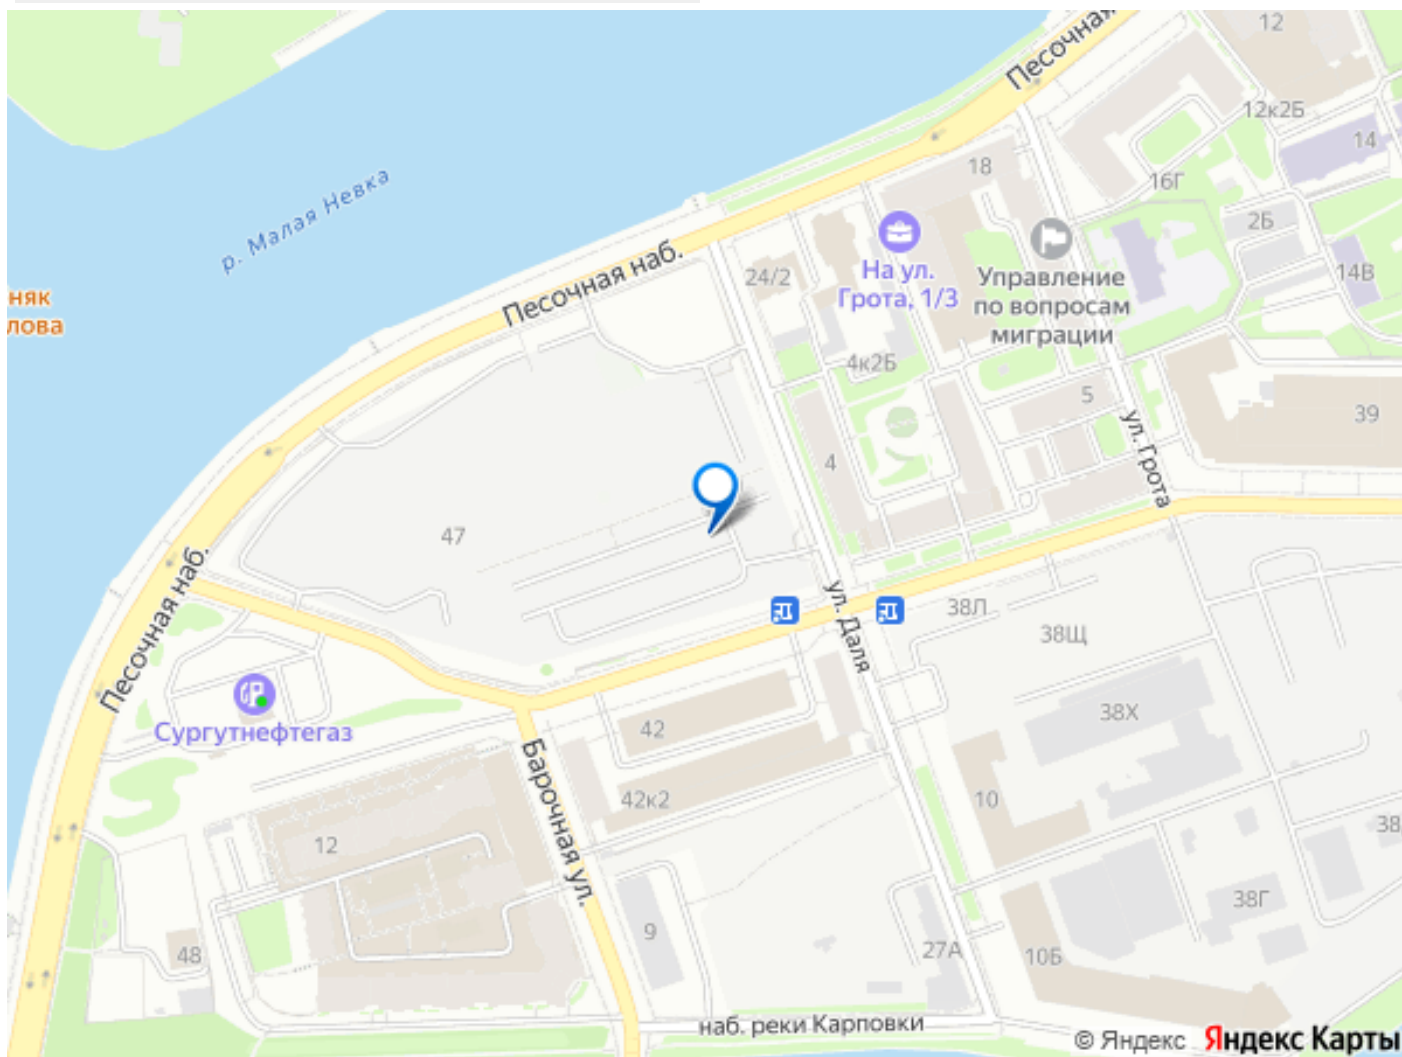 Песочная
12
12к2Б
14
18
16Г
р. Малая Невка
2Б
Песочная наб.
24/2
На ул.
Грота, 1/3
Управление
по вопросам
миграции
14В
няк
лова
4к2Б
5
39
ул. Грота
4
47
Песочная наб.
ул. Даля
38Л
38Щ
Сургутнефтегаз
42
38Х
Барочная ул.
42к2
10
12
38
38Г
9
48
27А
10Б
наб. реки Карповки
© Яндекс Яндекс Карты